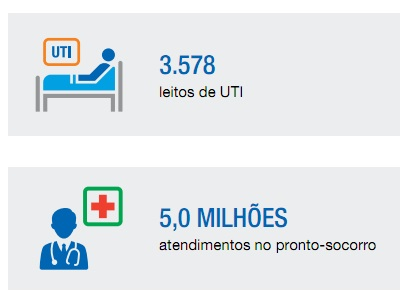 UTI
3.578
leitos de UTI
5,0 MILHÕES
atendimentos no pronto-socorro